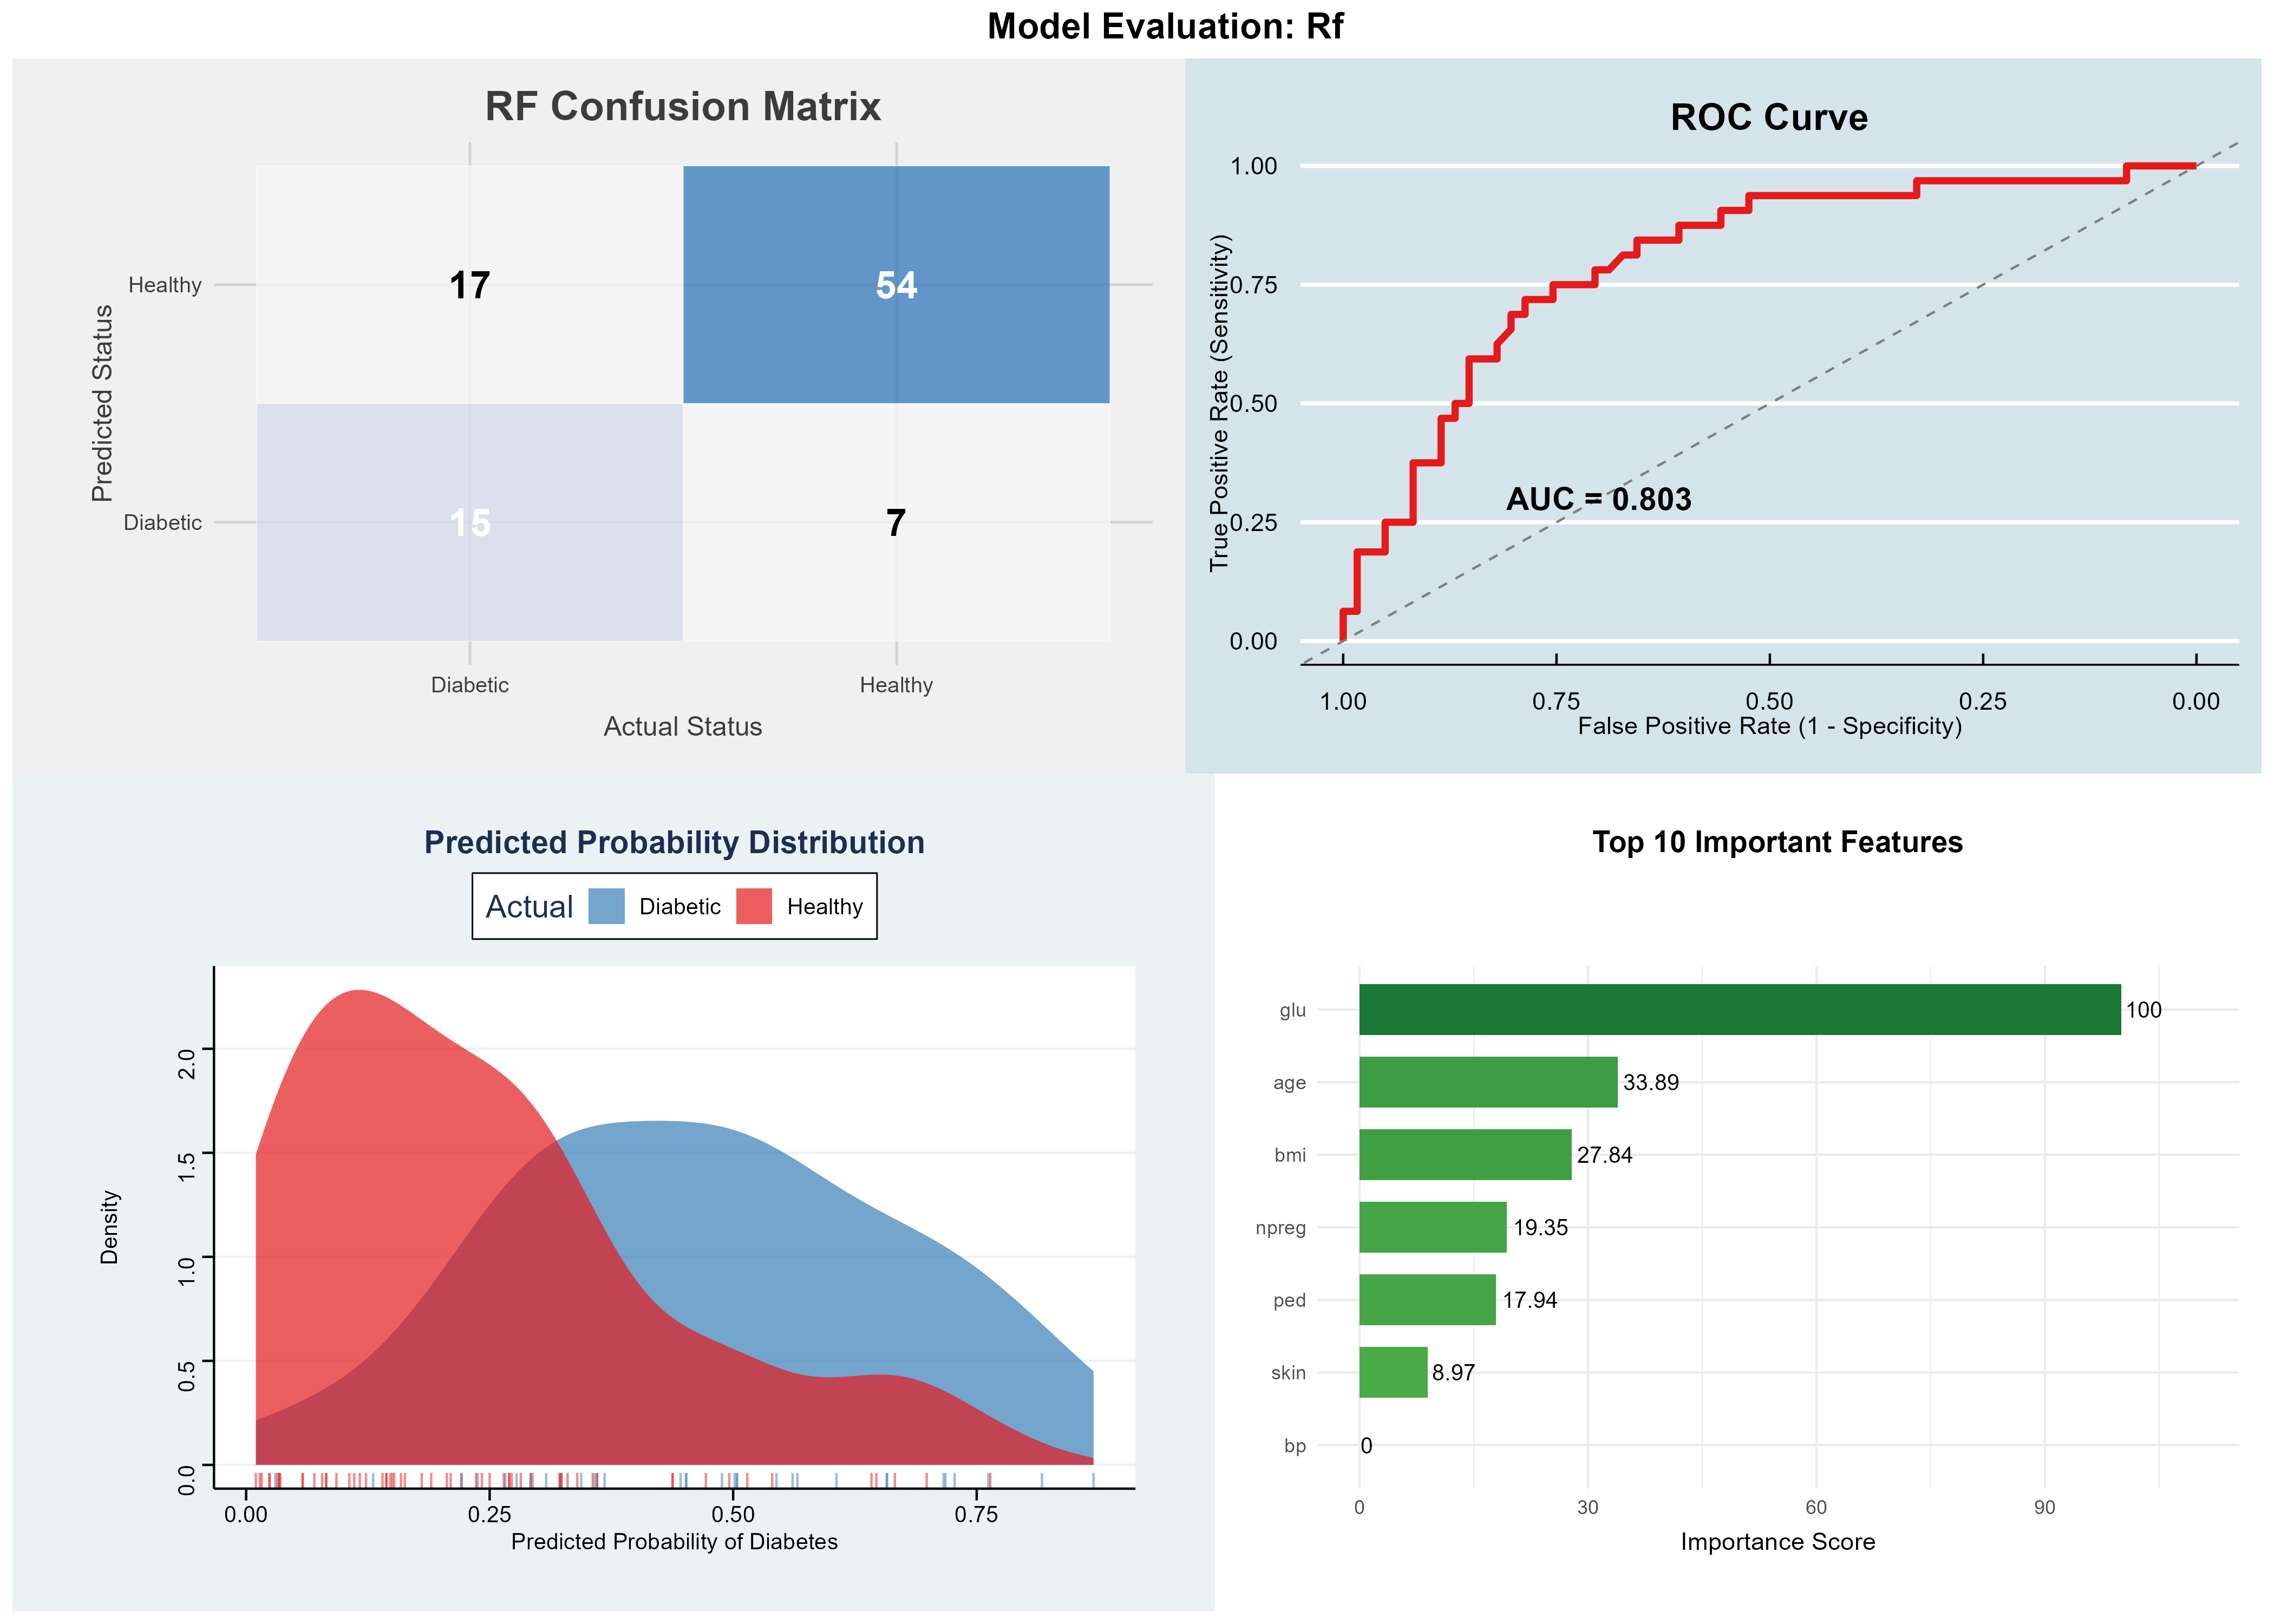 Model Evaluation: Rf
RF Confusion Matrix
Predicted Status
Healthy
17
54
Diabetic
15
7
Diabetic
Healthy
Actual Status
ROC Curve
True Positive Rate (Sensitivity)
1.00
0.75
0.50
0.25
0.00
AUC = 0.803
1.00
0.75
0.50
0.25
0.00
False Positive Rate (1 - Specificity)
Predicted Probability Distribution
Actual
Diabetic
Healthy
Density
2.0
1.5
1.0
0.5
0.0
0.00
0.25
0.50
0.75
Predicted Probability of Diabetes
Top 10 Important Features
glu
100
age
33.89
bmi
27.84
npreg
19.35
ped
17.94
skin
8.97
bp
0
0
30
60
90
Importance Score